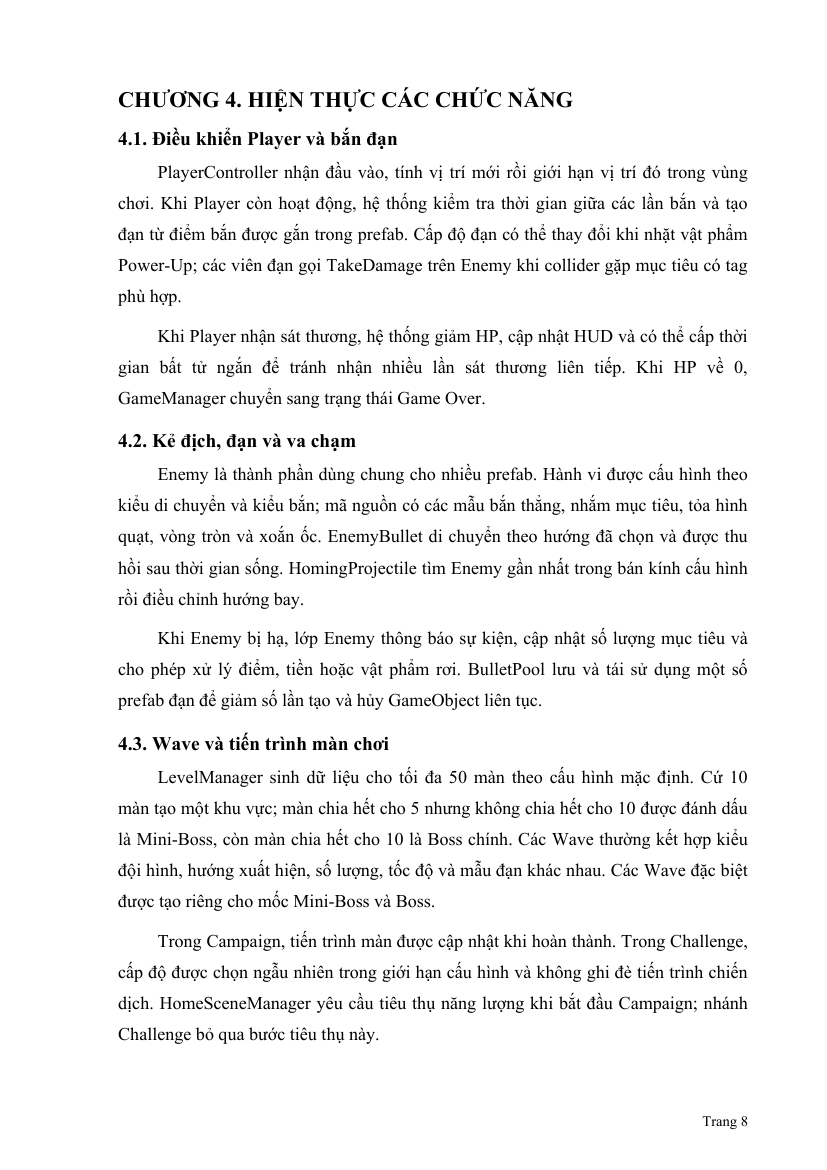 CHƯƠNG 4. HIỆN THỰC CÁC CHỨC NĂNG
4.1. Điều khiển Player và bắn đạn
PlayerController nhận đầu vào, tính vị trí mới rồi giới hạn vị trí đó trong vùng
chơi. Khi Player còn hoạt động, hệ thống kiểm tra thời gian giữa các lần bắn và tạo
đạn từ điểm bắn được gắn trong prefab. Cấp độ đạn có thể thay đổi khi nhặt vật phẩm
Power-Up; các viên đạn gọi TakeDamage trên Enemy khi collider gặp mục tiêu có tag
phù hợp.
Khi Player nhận sát thương, hệ thống giảm HP, cập nhật HUD và có thể cấp thời
gian bất tử ngắn để tránh nhận nhiều lần sát thương liên tiếp. Khi HP về 0,
GameManager chuyển sang trạng thái Game Over.
4.2. Kẻ địch, đạn và va chạm
Enemy là thành phần dùng chung cho nhiều prefab. Hành vi được cấu hình theo
kiểu di chuyển và kiểu bắn; mã nguồn có các mẫu bắn thẳng, nhắm mục tiêu, tỏa hình
quạt, vòng tròn và xoắn ốc. EnemyBullet di chuyển theo hướng đã chọn và được thu
hồi sau thời gian sống. HomingProjectile tìm Enemy gần nhất trong bán kính cấu hình
rồi điều chỉnh hướng bay.
Khi Enemy bị hạ, lớp Enemy thông báo sự kiện, cập nhật số lượng mục tiêu và
cho phép xử lý điểm, tiền hoặc vật phẩm rơi. BulletPool lưu và tái sử dụng một số
prefab đạn để giảm số lần tạo và hủy GameObject liên tục.
4.3. Wave và tiến trình màn chơi
LevelManager sinh dữ liệu cho tối đa 50 màn theo cấu hình mặc định. Cứ 10
màn tạo một khu vực; màn chia hết cho 5 nhưng không chia hết cho 10 được đánh dấu
là Mini-Boss, còn màn chia hết cho 10 là Boss chính. Các Wave thường kết hợp kiểu
đội hình, hướng xuất hiện, số lượng, tốc độ và mẫu đạn khác nhau. Các Wave đặc biệt
được tạo riêng cho mốc Mini-Boss và Boss.
Trong Campaign, tiến trình màn được cập nhật khi hoàn thành. Trong Challenge,
cấp độ được chọn ngẫu nhiên trong giới hạn cấu hình và không ghi đè tiến trình chiến
dịch. HomeSceneManager yêu cầu tiêu thụ năng lượng khi bắt đầu Campaign; nhánh
Challenge bỏ qua bước tiêu thụ này.
Trang 8